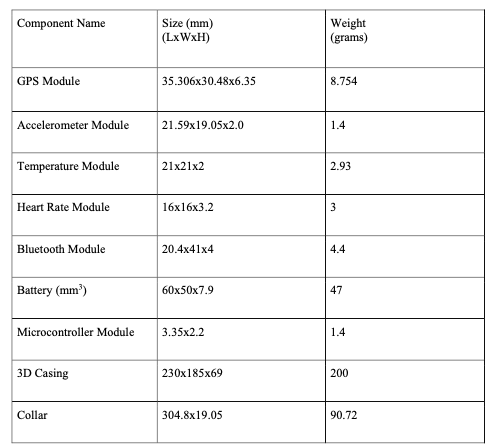 Component Name Size (mm) Weight
(LxWxH) (grams)
GPS Module 35.306x30.48x6.35 8.754
Accelerometer Module 21.59x19.05x2.0 1.4
Temperature Module 21x21x2 2.93
Heart Rate Module 16x16x3.2 3
Bluetooth Module 20.4x41x4 4.4
Battery (mm³) 60x50x7.9 47
Microcontroller Module 3.35x2.2 1.4
3D Casing 230x185x69 200
Collar 304.8x19.05 90.72